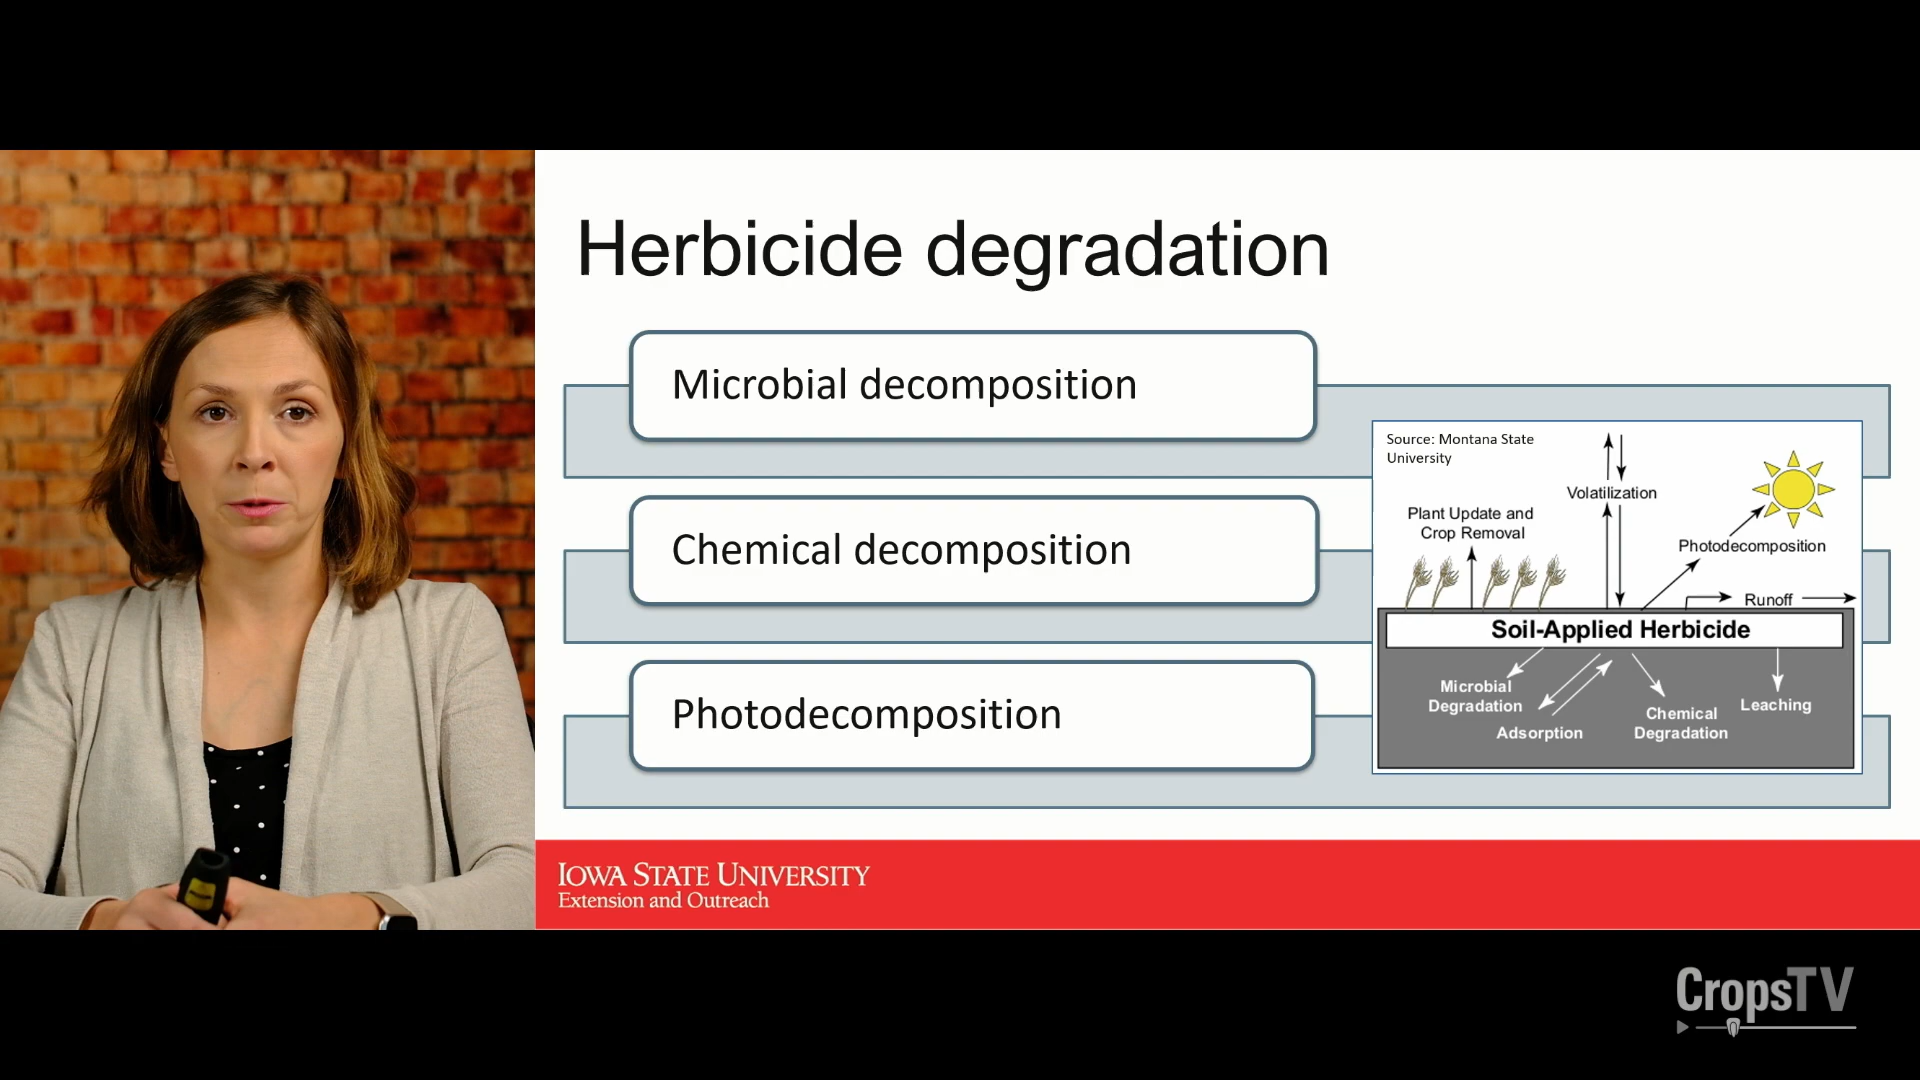 Herbicide degradation
Microbial decomposition
Chemical decomposition
Photodecomposition
Source: Montana State
University
Volatilization
Plant Update and
Crop Removal
Photodecomposition
Runoff
Soil-Applied Herbicide
Microbial
Degradation
Adsorption
Chemical
Degradation
Leaching
IOWA STATE UNIVERSITY
Extension and Outreach
CropsTV